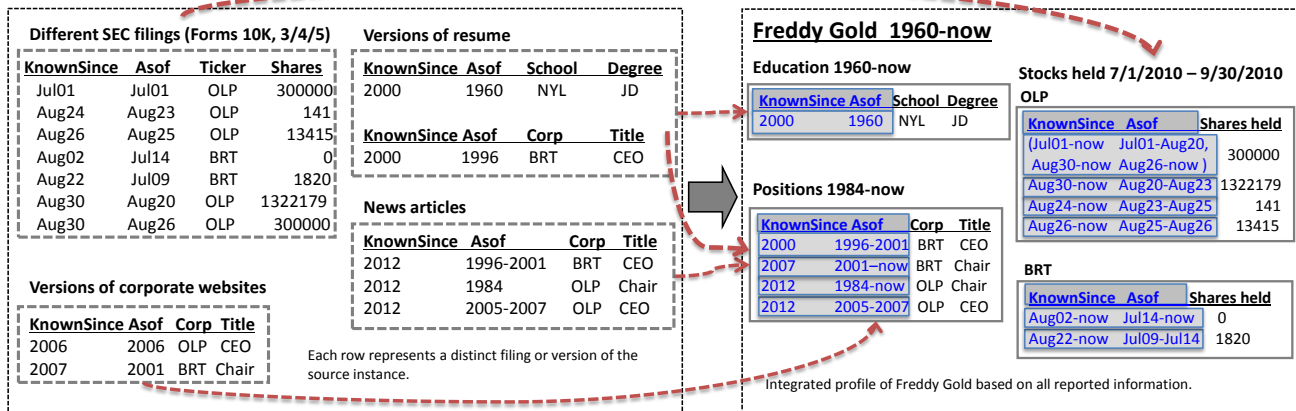 Different SEC filings (Forms 10K, 3/4/5)
KnownSince Asof Ticker Shares
Jul01 Jul01 OLP 300000
Aug24 Aug23 OLP 141
Aug26 Aug25 OLP 13415
Aug02 Jul14 BRT 0
Aug22 Jul09 BRT 1820
Aug30 Aug20 OLP 1322179
Aug30 Aug26 OLP 300000
Versions of corporate websites
KnownSince Asof Corp Title
2006 2006 OLP CEO
2007 2001 BRT Chair
Versions of resume
KnownSince Asof School Degree
2000 1960 NYL JD
KnownSince Asof Corp Title
2000 1996 BRT CEO
News articles
KnownSince Asof Corp Title
2012 1996-2001 BRT CEO
2012 1984 OLP Chair
2012 2005-2007 OLP CEO
Each row represents a distinct filing or version of the
source instance.
Freddy Gold 1960-now
Education 1960-now
KnownSince Asof School Degree
2000 1960 NYL JD
Positions 1984-now
KnownSince Asof Corp Title
2000 1996-2001 BRT CEO
2007 2001–now BRT Chair
2012 1984-now OLP Chair
2012 2005-2007 OLP CEO
Stocks held 7/1/2010 – 9/30/2010
OLP
KnownSince Asof Shares held
(Jul01-now Jul01-Aug20,
Aug30-now Aug26-now ) 300000
Aug30-now Aug20-Aug23 1322179
Aug24-now Aug23-Aug25 141
Aug26-now Aug25-Aug26 13415
BRT
KnownSince Asof Shares held
Aug02-now Jul14-now 0
Aug22-now Jul09-Jul14 1820
Integrated profile of Freddy Gold based on all reported information.